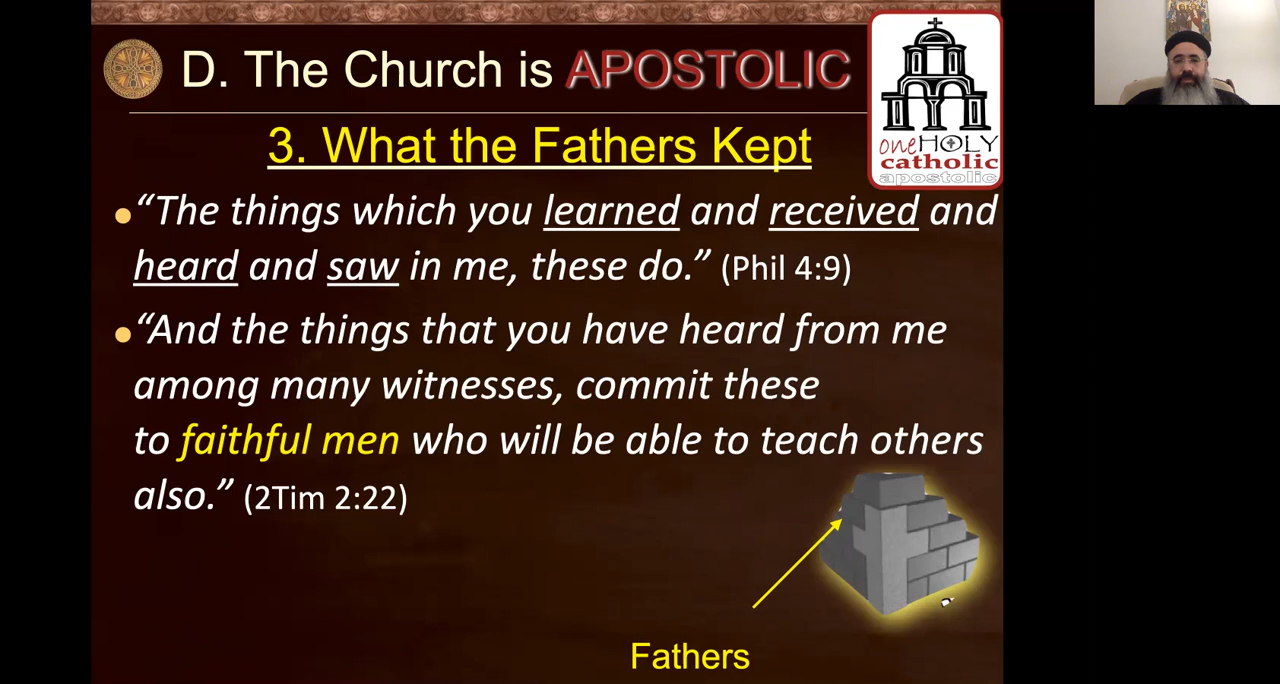 D. The Church is APOSTOLIC
one HOLY
catholic
apostolic
3. What the Fathers Kept
“The things which you learned and received and
heard and saw in me, these do.” (Phil 4:9)
“And the things that you have heard from me
among many witnesses, commit these
to faithful men who will be able to teach others
also.” (2Tim 2:22)
Fathers